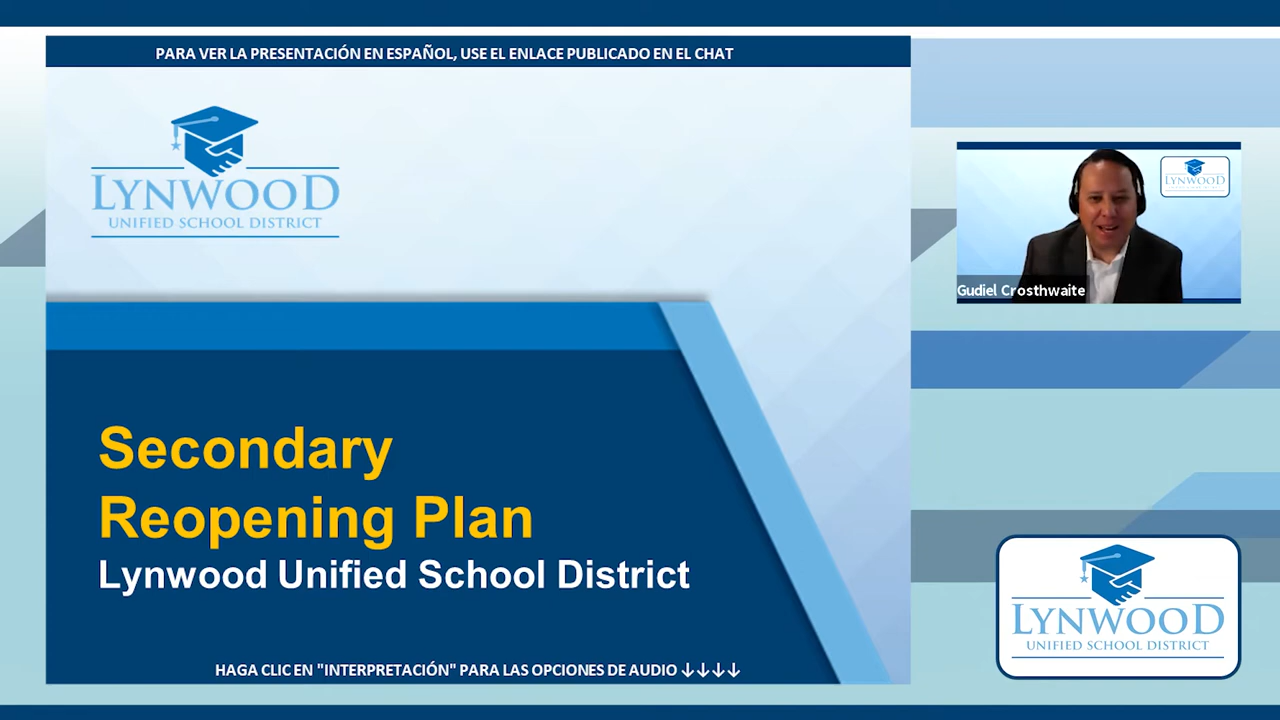 PARA VER LA PRESENTACIÓN EN ESPAÑOL, USE EL ENLACE PUBLICADO EN EL CHAT
LYNWOOD
UNIFIED SCHOOL DISTRICT
LYNWOOD
Gudiel Crosthwaite
Secondary
Reopening Plan
Lynwood Unified School District
HAGA CLIC EN "INTERPRETACIÓN" PARA LAS OPCIONES DE AUDIO ↓↓↓↓
LYNWOOD
UNIFIED SCHOOL DISTRICT